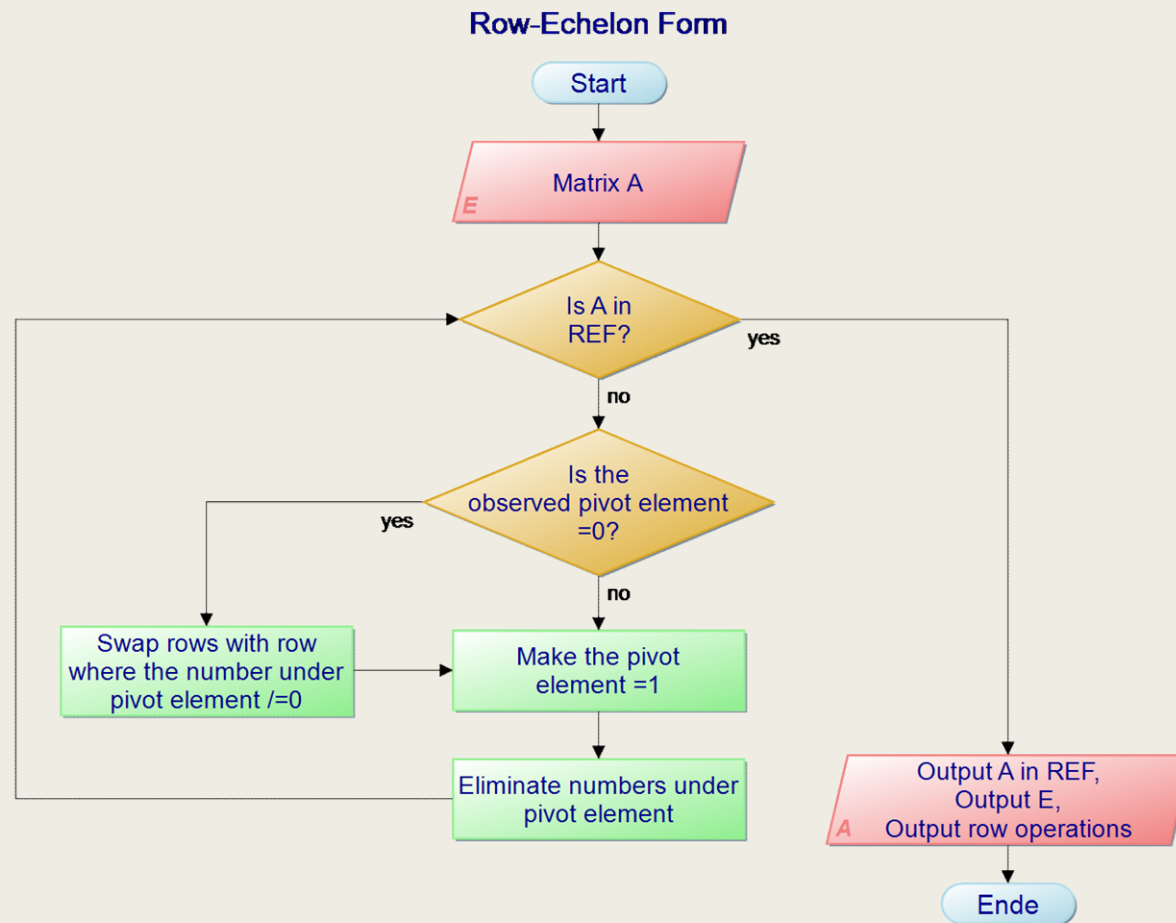 Row-Echelon Form
Start
Matrix A
E
Is A in
REF?
yes
no
Is the
observed pivot element
=0?
yes
no
Swap rows with row
where the number under
pivot element /=0
Make the pivot
element =1
Eliminate numbers under
pivot element
Output A in REF,
Output E,
Output row operations
A
Ende